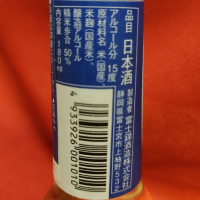 品目 日本酒
製造者 富士錦酒造株式会社
静岡県富士宮市上柚野532
アルコール分 15度
原材料名 米(国産)、
米麹(国産米)、
醸造アルコール
精米歩合 50%
内容量 180ml
4933926001010